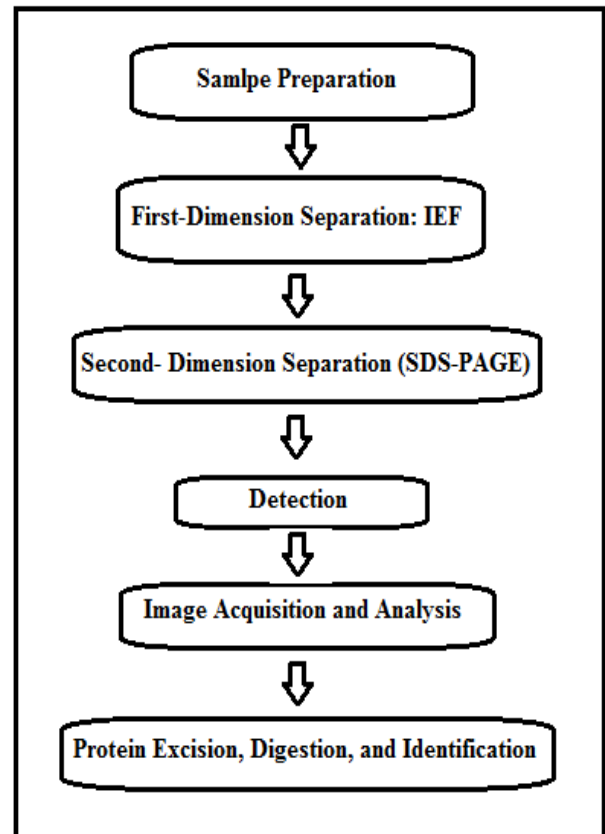 Samlpe Preparation
First-Dimension Separation: IEF
Second- Dimension Separation (SDS-PAGE)
Detection
Image Acquisition and Analysis
Protein Excision, Digestion, and Identification